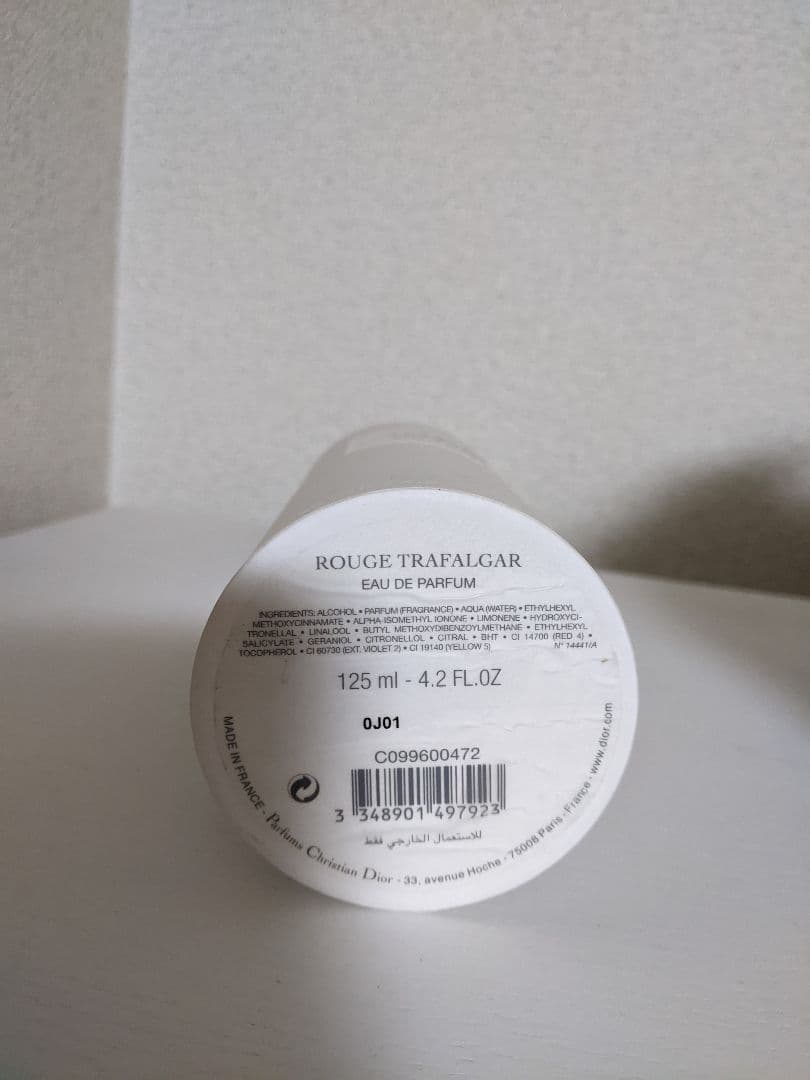 ROUGE TRAFALGAR
EAU DE PARFUM
INGREDIENTS: ALCOHOL • PARFUM (FRAGRANCE) • AQUA (WATER) • ETHYLHEXYL
METHOXYCINNAMATE • ALPHA-ISOMETHYL IONONE • LIMONENE • HYDROXYCI-
TRONELLAL • LINALOOL • BUTYL METHOXYDIBENZOYLMETHANE • ETHYLHEXYL
SALICYLATE • GERANIOL • CITRONELLOL • CITRAL • BHT • CI 14700 (RED 4) •
TOCOPHEROL • CI 60730 (EXT. VIOLET 2) • CI 19140 (YELLOW 5) N° 14441/A
125 ml - 4.2 FL.OZ
0J01
C099600472
3 348901 497923
للاستعمال الخارجي فقط
MADE IN FRANCE - Parfums Christian Dior - 33, avenue Hoche - 75008 Paris - France - www.dior.com